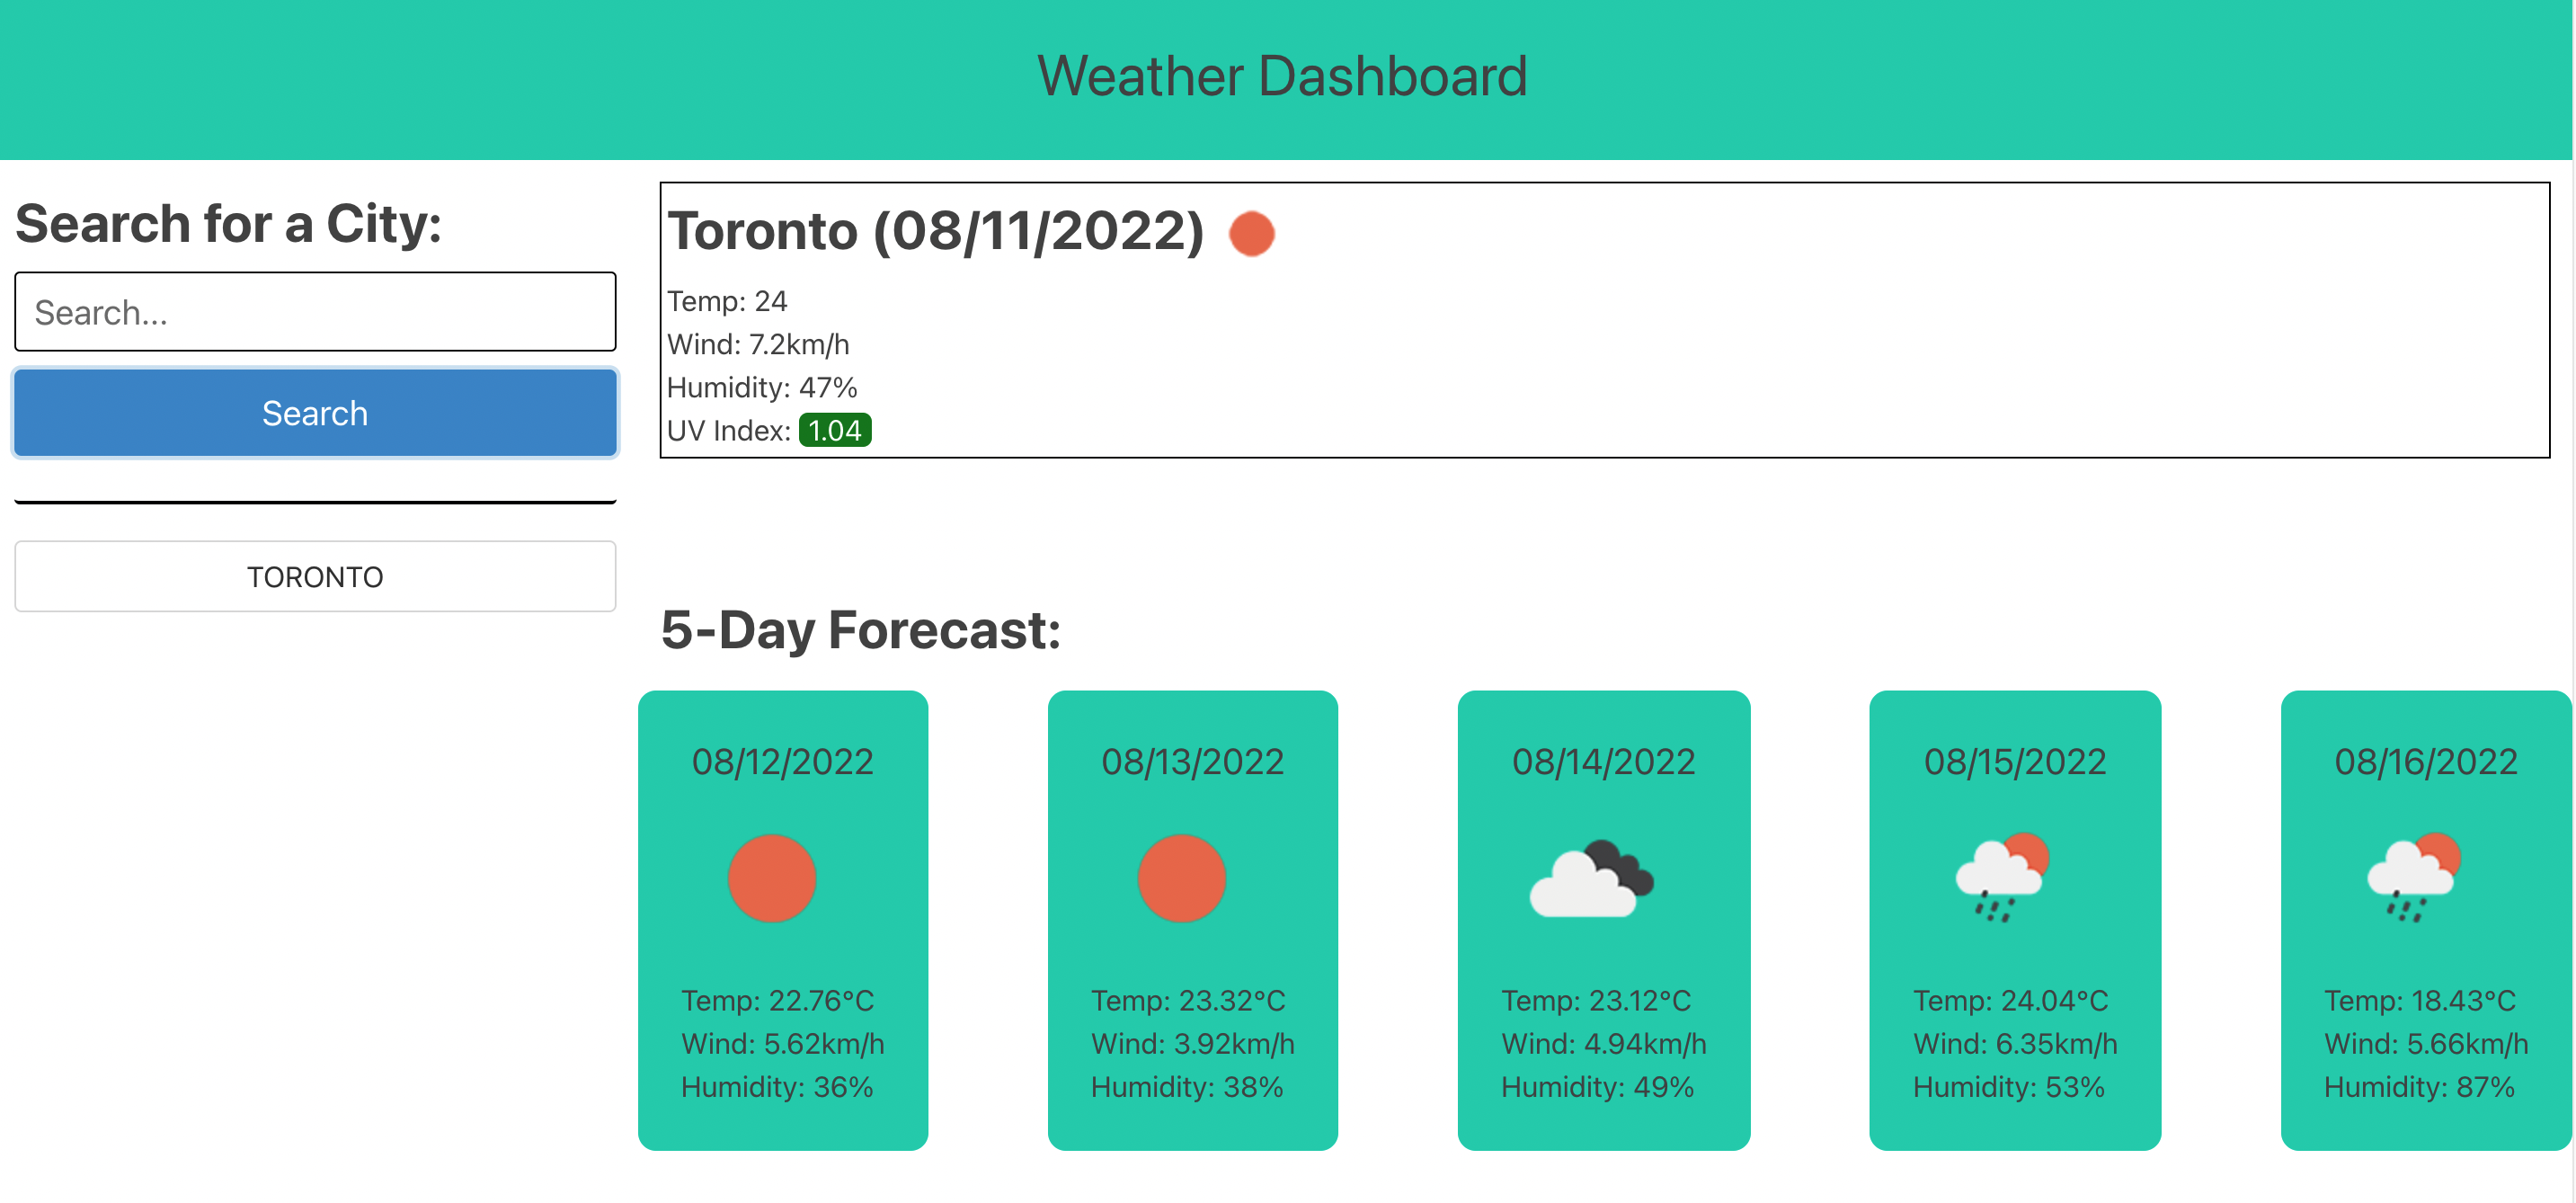 Weather Dashboard
Search for a City:
Search...
Search
TORONTO
Toronto (08/11/2022)
Temp: 24
Wind: 7.2km/h
Humidity: 47%
UV Index: 1.04
5-Day Forecast:
08/12/2022
Temp: 22.76°C
Wind: 5.62km/h
Humidity: 36%
08/13/2022
Temp: 23.32°C
Wind: 3.92km/h
Humidity: 38%
08/14/2022
Temp: 23.12°C
Wind: 4.94km/h
Humidity: 49%
08/15/2022
Temp: 24.04°C
Wind: 6.35km/h
Humidity: 53%
08/16/2022
Temp: 18.43°C
Wind: 5.66km/h
Humidity: 87%